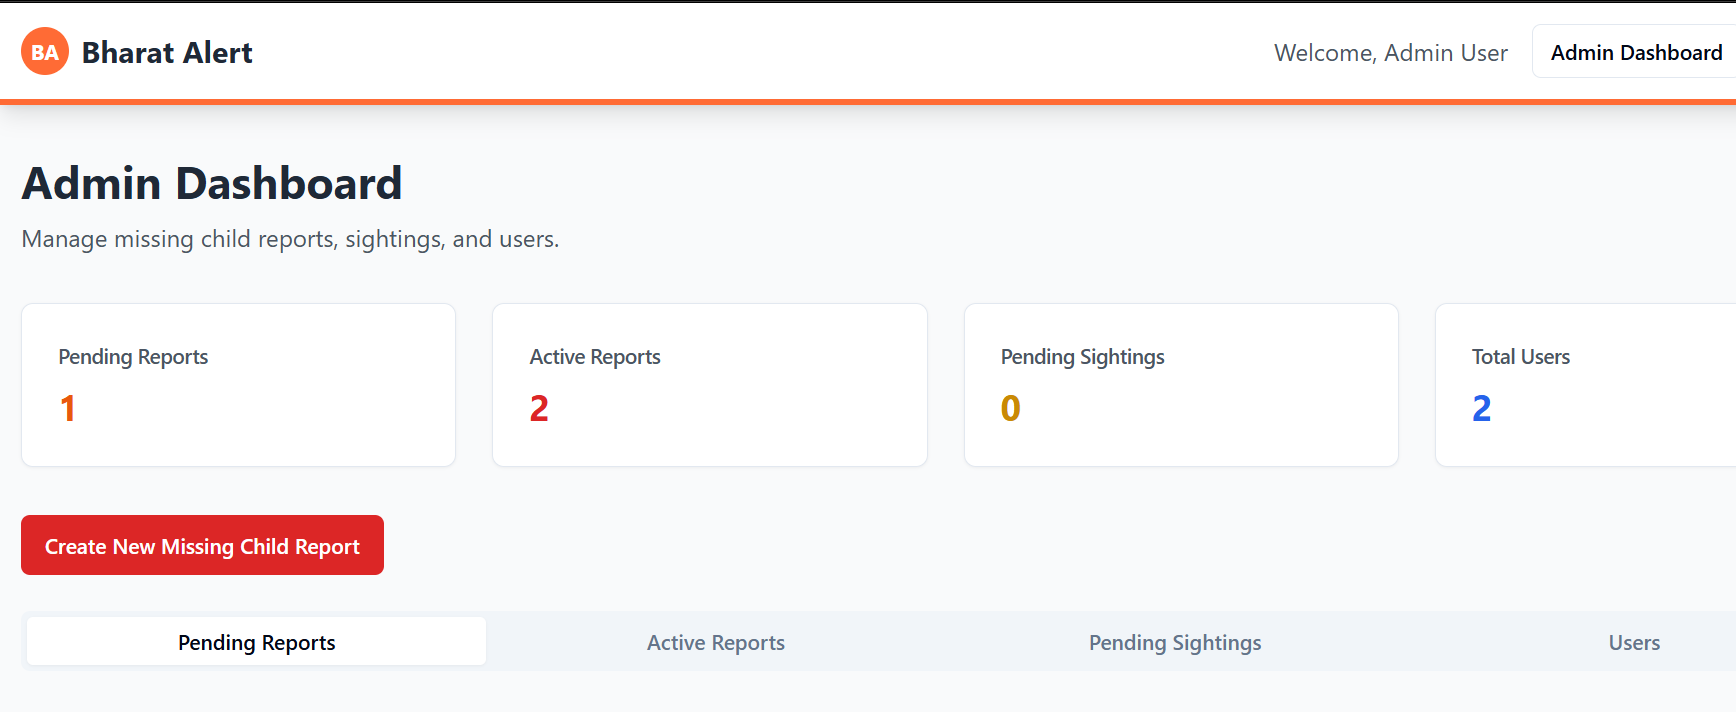 BA
Bharat Alert
Welcome, Admin User
Admin Dashboard
Admin Dashboard
Manage missing child reports, sightings, and users.
Pending Reports
1
Active Reports
2
Pending Sightings
0
Total Users
2
Create New Missing Child Report
Pending Reports
Active Reports
Pending Sightings
Users